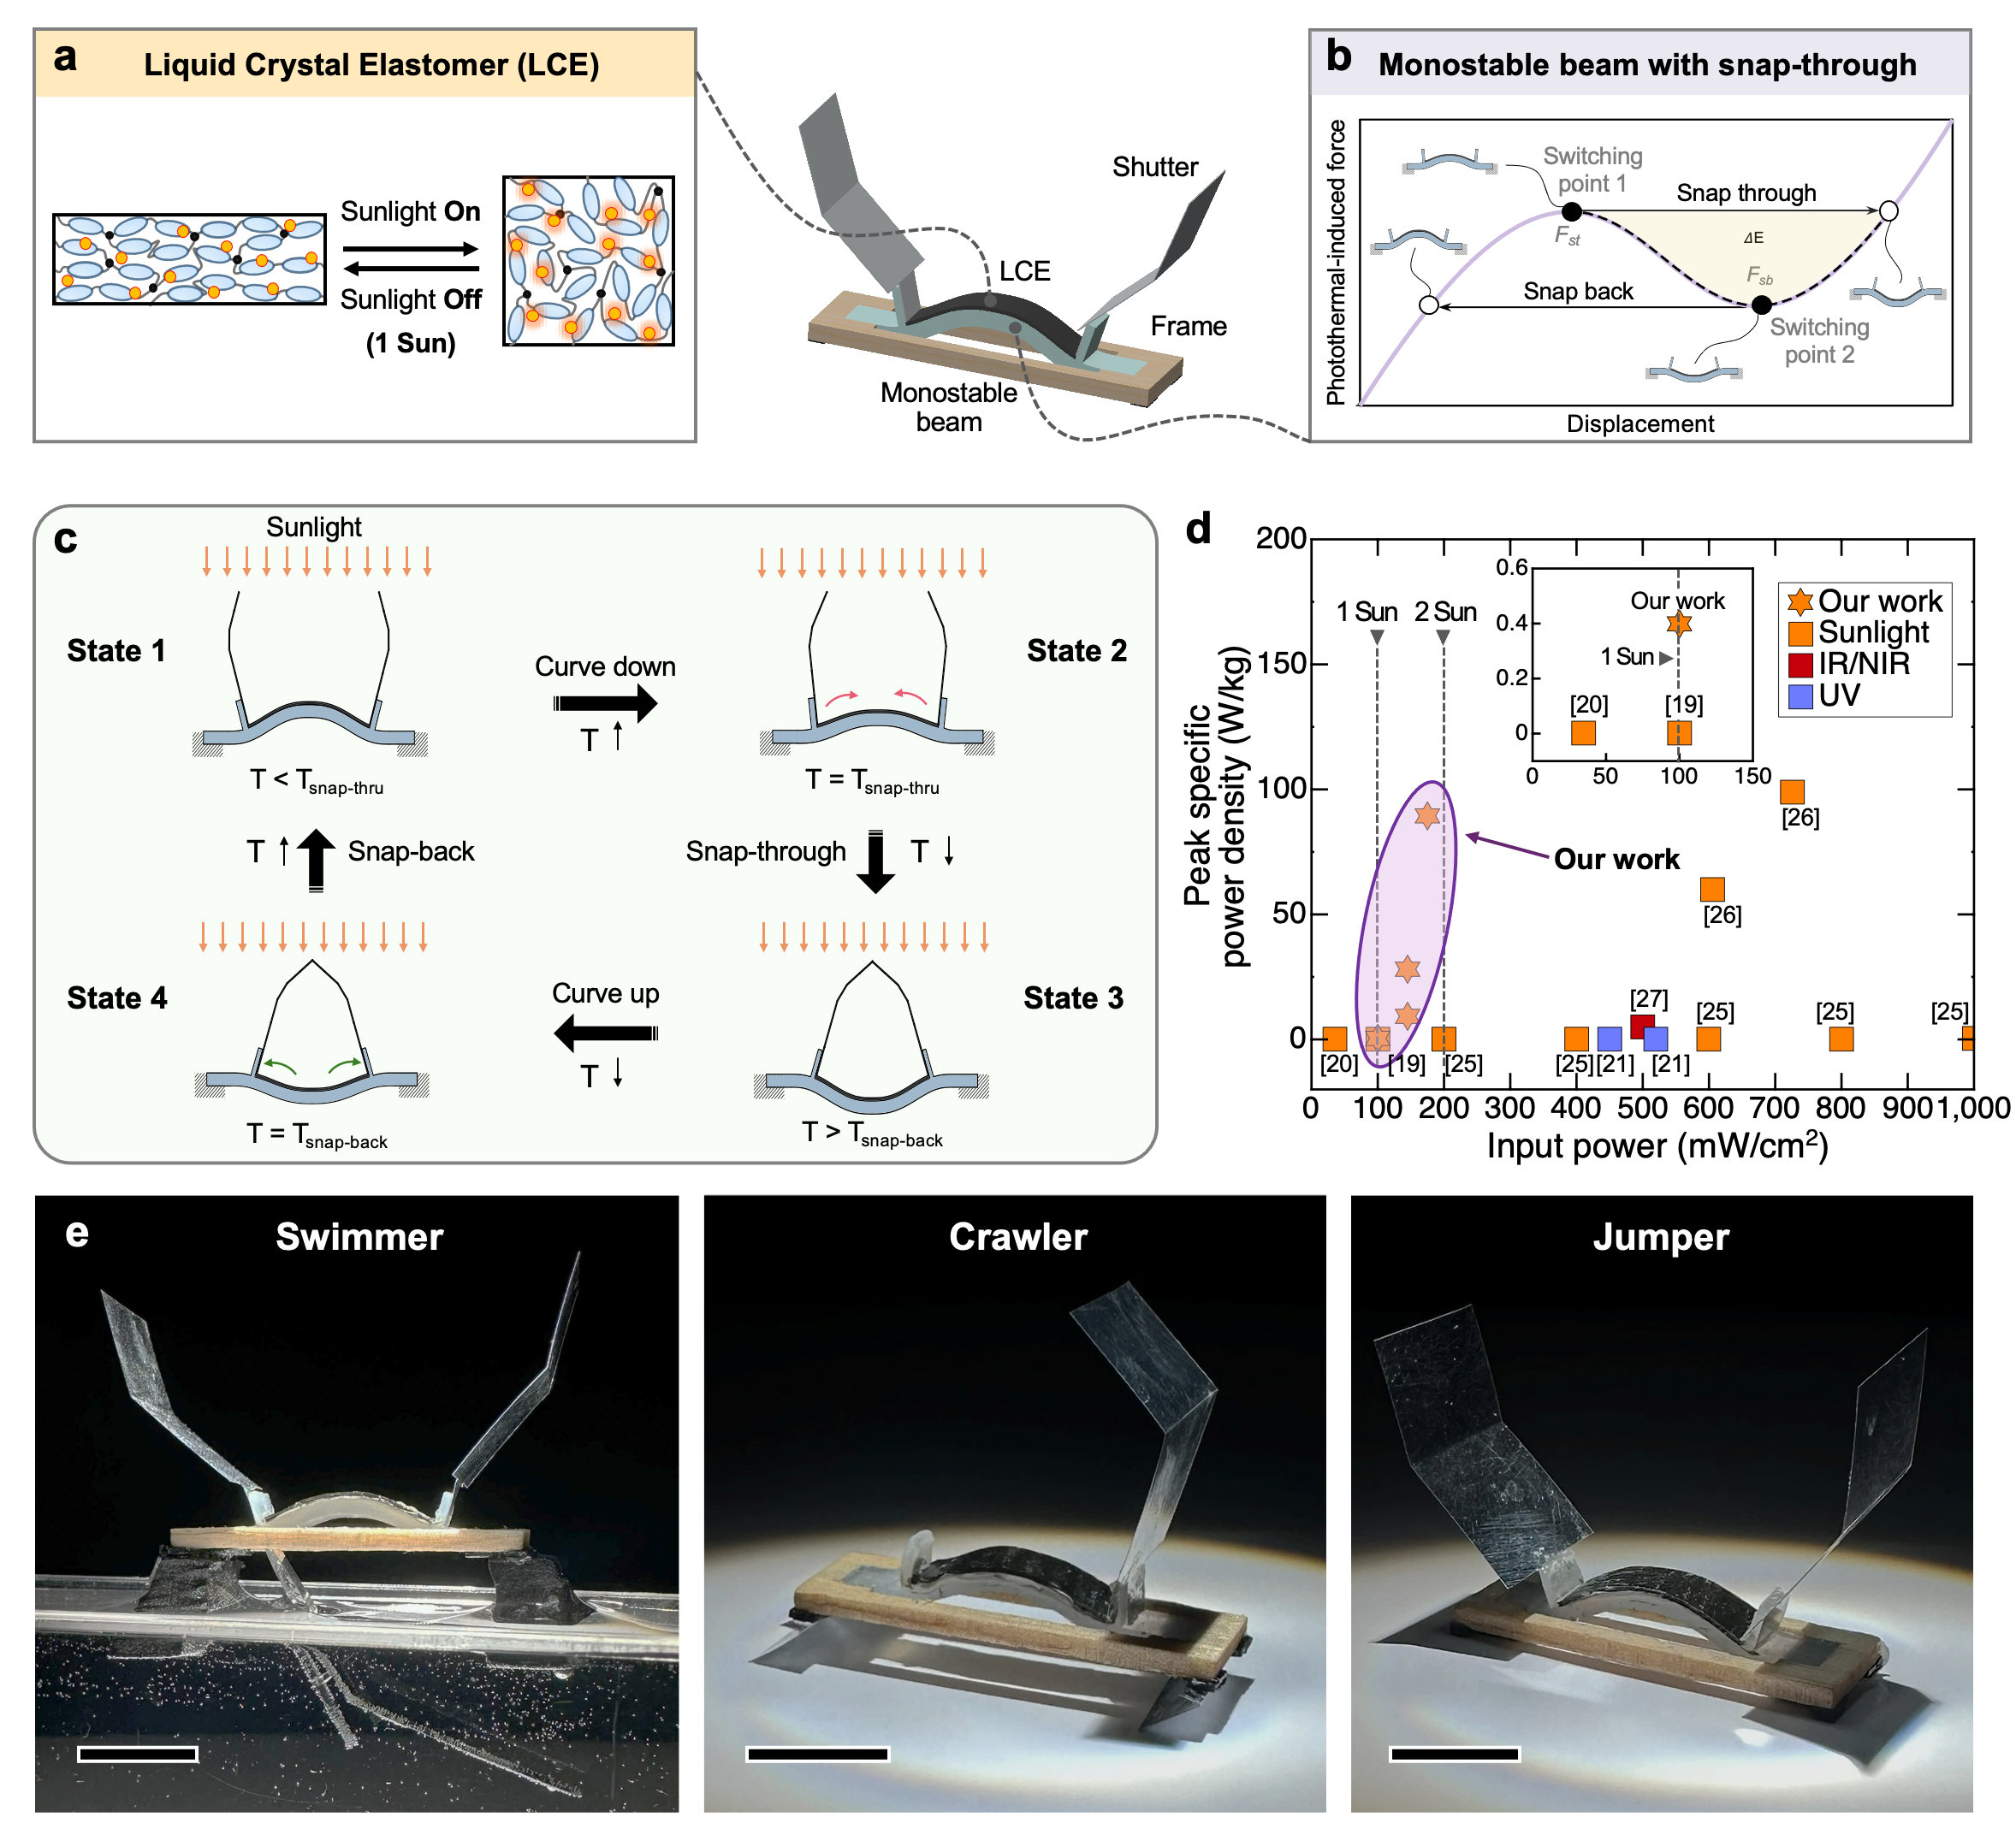 a
Liquid Crystal Elastomer (LCE)
Sunlight On
Sunlight Off
(1 Sun)
Shutter
LCE
Frame
Monostable
beam
b
Monostable beam with snap-through
Photothermal-induced force
Switching
point 1
Snap through
Fst
ΔE
Fsb
Snap back
Switching
point 2
Displacement
c
Sunlight
State 1
T < Tsnap-thru
Curve down
T ↑
State 2
T = Tsnap-thru
T ↑
Snap-back
Snap-through
T ↓
State 4
T = Tsnap-back
Curve up
T ↓
State 3
T > Tsnap-back
d
Peak specific
power density (W/kg)
200
150
100
50
0
1 Sun
2 Sun
0.6
0.4
0.2
0
Our work
1 Sun
[20]
[19]
0
50
100
150
Our work
Sunlight
IR/NIR
UV
[26]
Our work
[26]
[27]
[25]
[25]
[25]
[20]
[19]
[25]
[25]
[21]
[21]
0
100
200
300
400
500
600
700
800
900
1,000
Input power (mW/cm²)
e
Swimmer
Crawler
Jumper